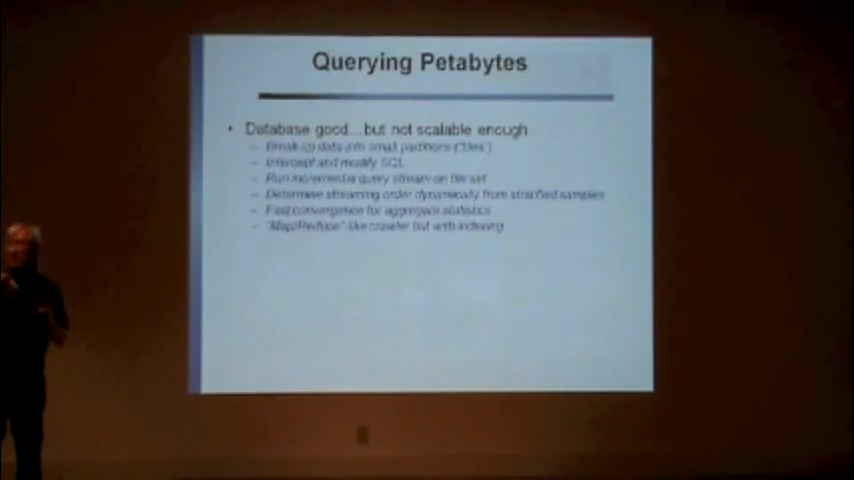 Querying Petabytes
• Database good... but not scalable enough
– Break up data into small partitions ("tiles")
– Intercept and modify SQL
– Run incremental query stream on tile set
– Determine streaming order dynamically from stratified samples
– Fast convergence for aggregate statistics
– "Map/Reduce"-like crawler but with indexing